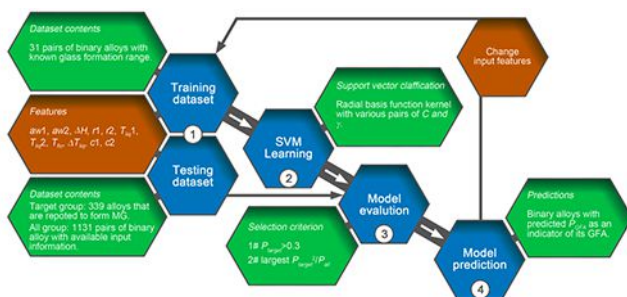 Dataset contents
31 pairs of binary alloys with
known glass formation range.
Features
aw1, aw2, ΔH, r1, r2, Tliq1,
Tliq2, Tfic, ΔTliq, c1, c2
Dataset contents
Target group: 339 alloys that
are repoted to form MG.
All group: 1131 pairs of binary
alloy with available input
information.
Training
dataset
1
Testing
dataset
SVM
Learning
2
Support vector claffication
Radial basis function kernel
with various pairs of C and
γ.
Selection criterion
1# Ptarget>0.3
2# largest Ptarget²/Pall
Model
evalution
3
Change
input features
Model
prediction
4
Predictions
Binary alloys with
predicted PGFA as an
indicator of its GFA.